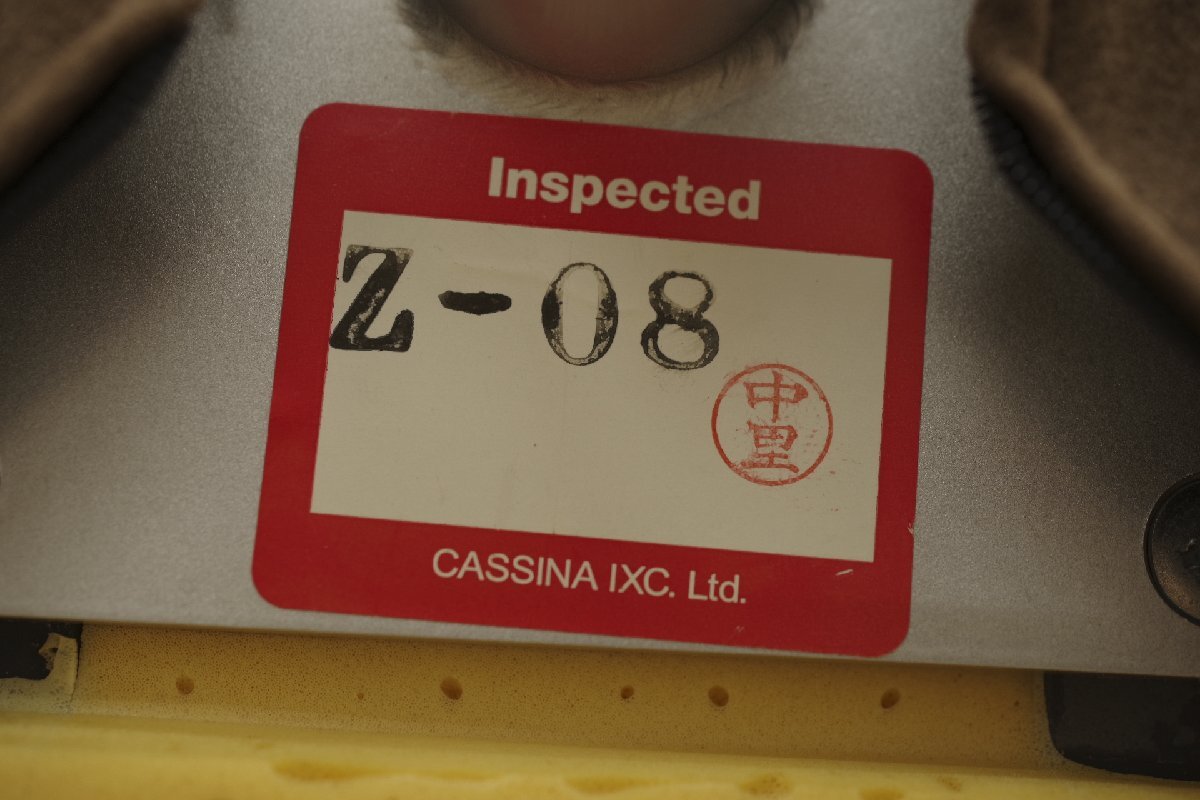 Inspected
Z-08
中里
CASSINA IXC. Ltd.